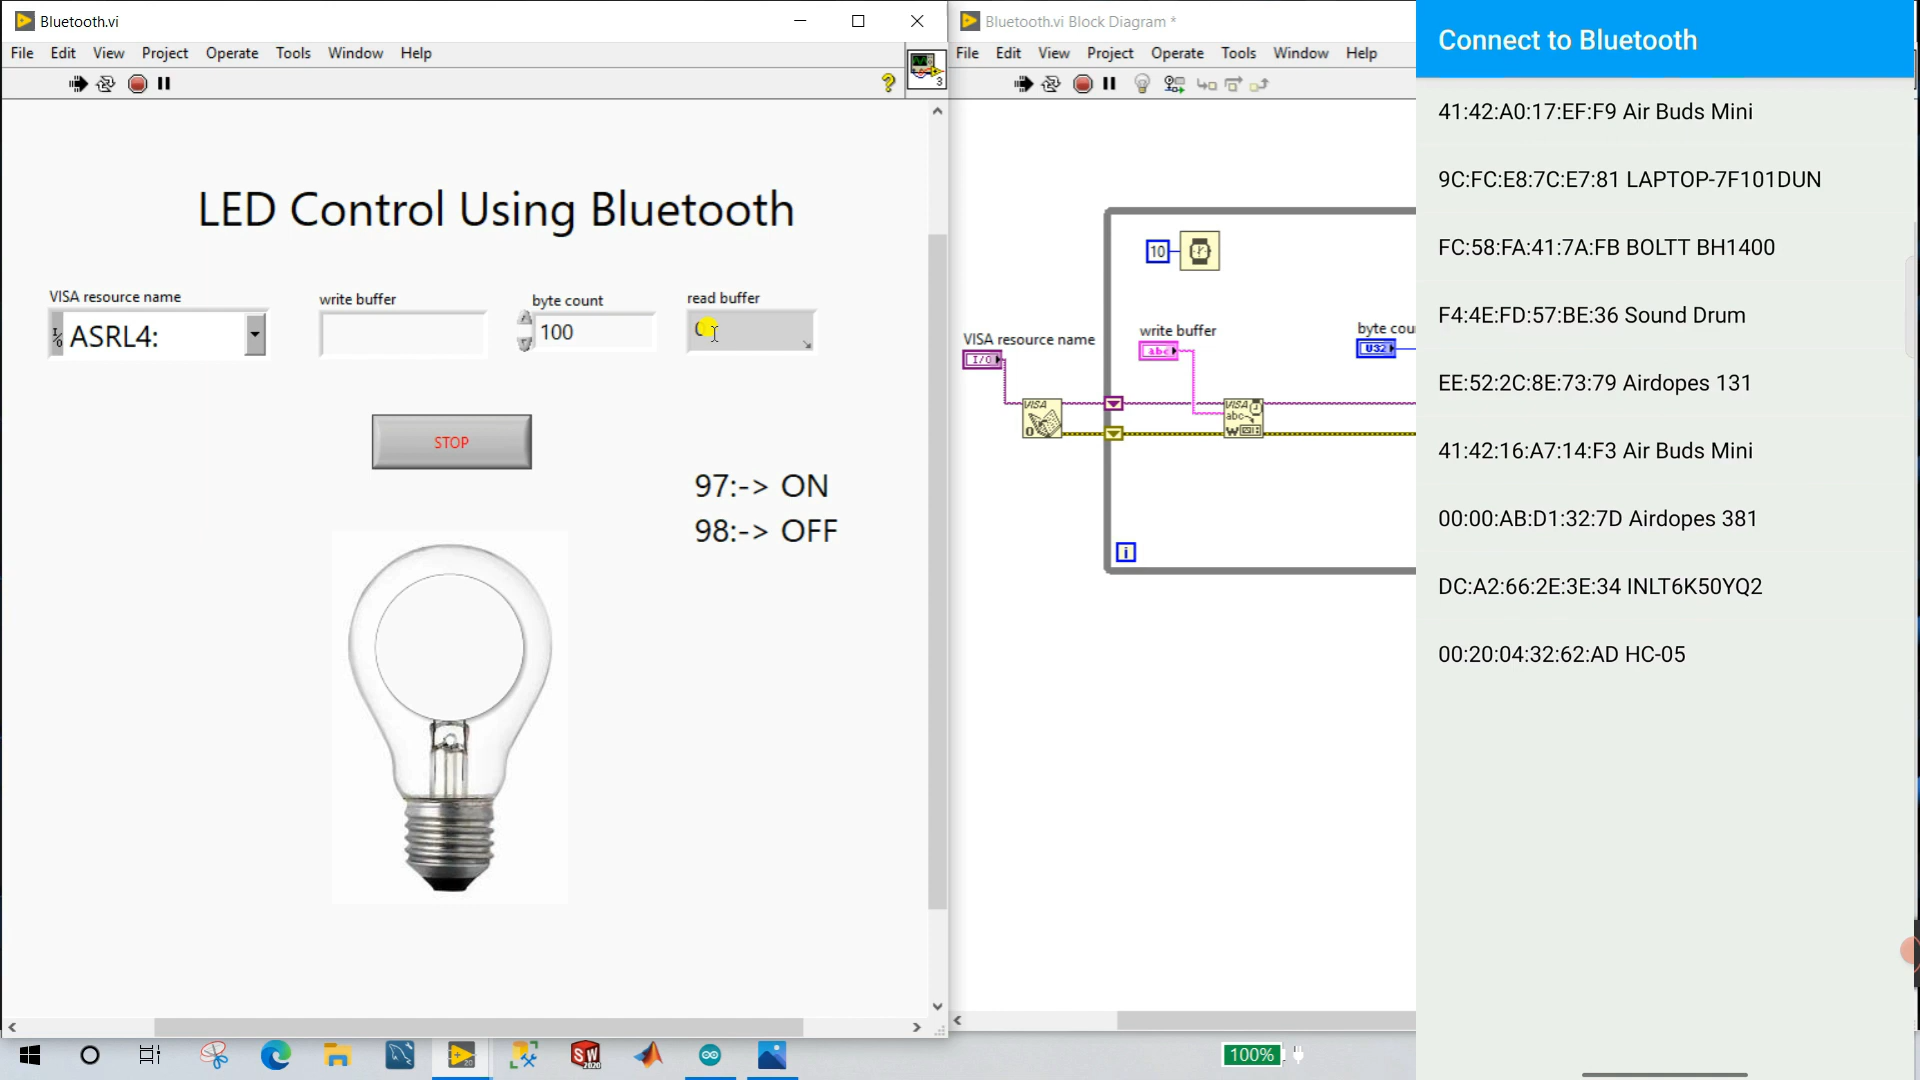 Bluetooth.vi
File Edit View Project Operate Tools Window Help
3
LED Control Using Bluetooth
VISA resource name
ASRL4:
write buffer
byte count
100
read buffer
STOP
97:-> ON
98:-> OFF
Bluetooth.vi Block Diagram *
File Edit View Project Operate Tools Window Help
10
VISA resource name
I/O
write buffer
abc
byte cou
U32
VISA
O
VISA
abc
W
i
Connect to Bluetooth
41:42:A0:17:EF:F9 Air Buds Mini
9C:FC:E8:7C:E7:81 LAPTOP-7F101DUN
FC:58:FA:41:7A:FB BOLTT BH1400
F4:4E:FD:57:BE:36 Sound Drum
EE:52:2C:8E:73:79 Airdopes 131
41:42:16:A7:14:F3 Air Buds Mini
00:00:AB:D1:32:7D Airdopes 381
DC:A2:66:2E:3E:34 INLT6K50YQ2
00:20:04:32:62:AD HC-05
100%